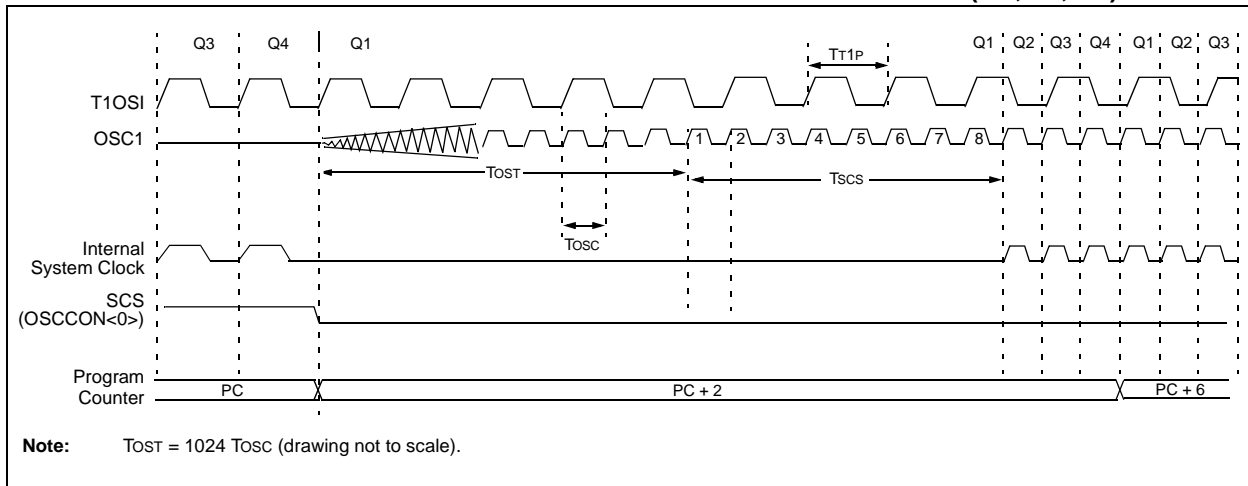 Q3 Q4 Q1 Q1 Q2 Q3 Q4 Q1 Q2 Q3
TT1P
T1OSI
OSC1
1 2 3 4 5 6 7 8
TOST
TSCS
TOSC
Internal
System Clock
SCS
(OSCCON<0>)
Program
Counter
PC PC + 2 PC + 6
Note: TOST = 1024 TOSC (drawing not to scale).